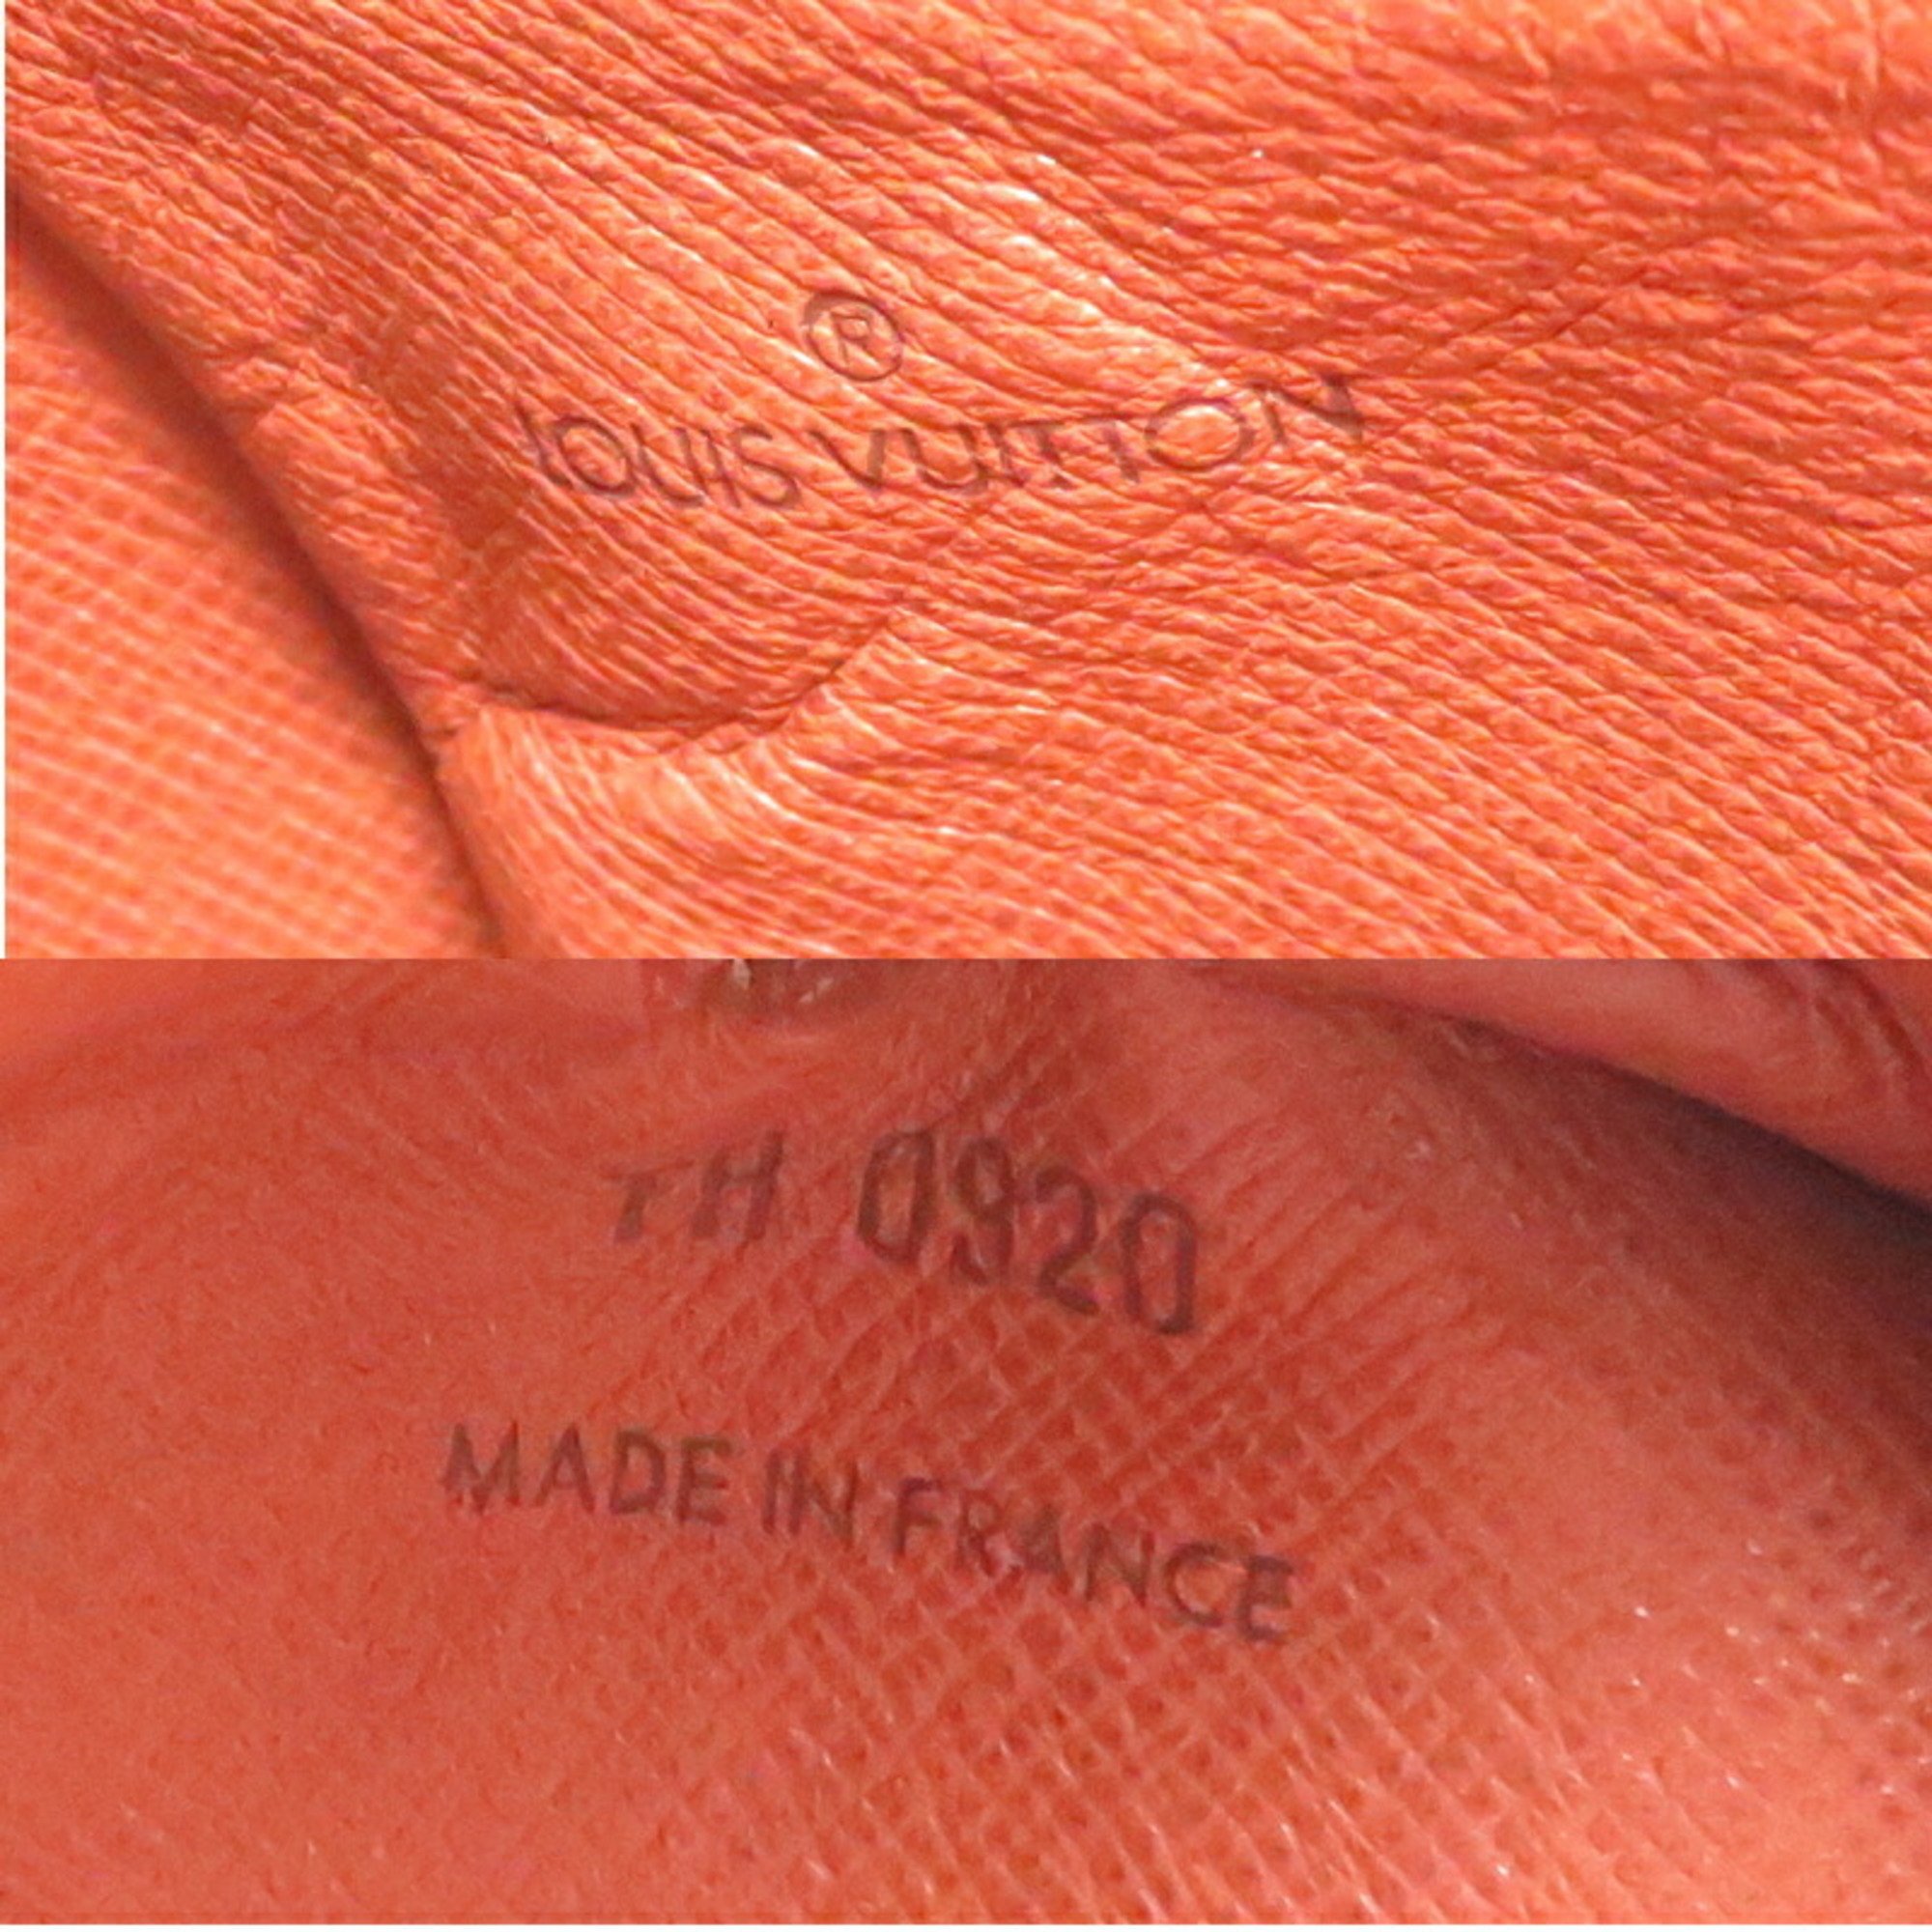 ®
LOUIS VUITTON
TH 0920
MADE IN FRANCE